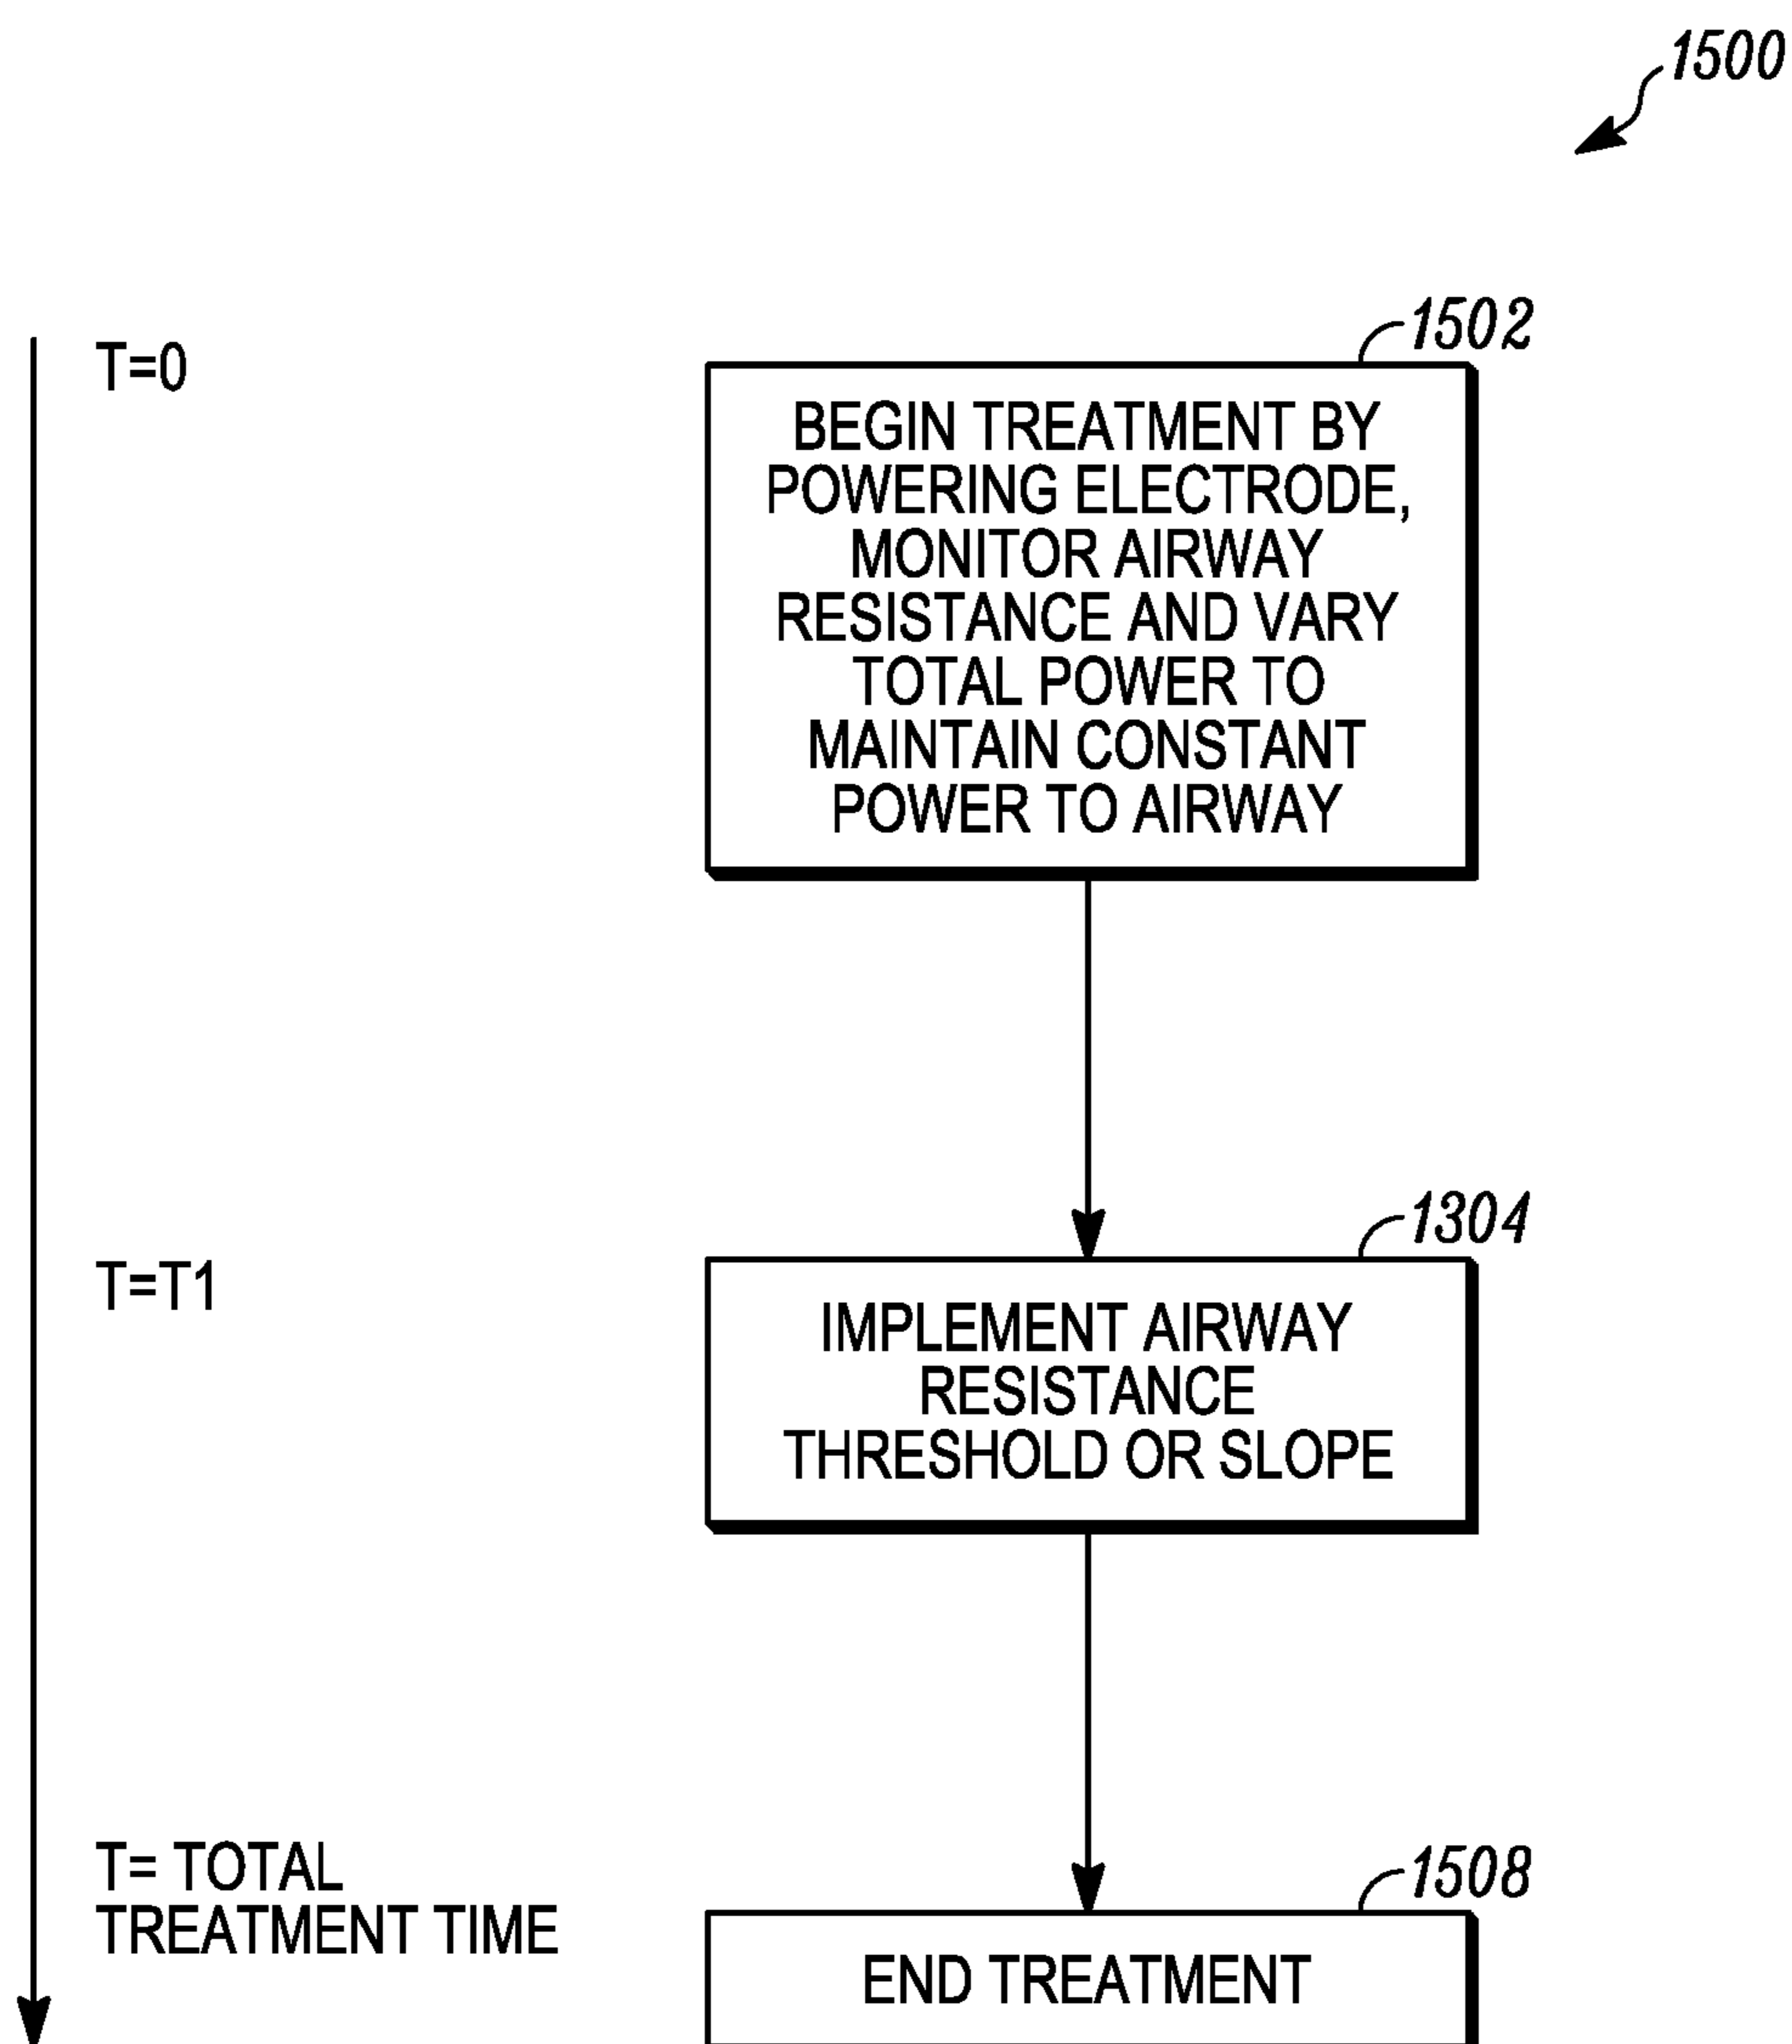 1500
T=0
1502
BEGIN TREATMENT BY
POWERING ELECTRODE,
MONITOR AIRWAY
RESISTANCE AND VARY
TOTAL POWER TO
MAINTAIN CONSTANT
POWER TO AIRWAY
T=T1
1304
IMPLEMENT AIRWAY
RESISTANCE
THRESHOLD OR SLOPE
T= TOTAL
TREATMENT TIME
1508
END TREATMENT